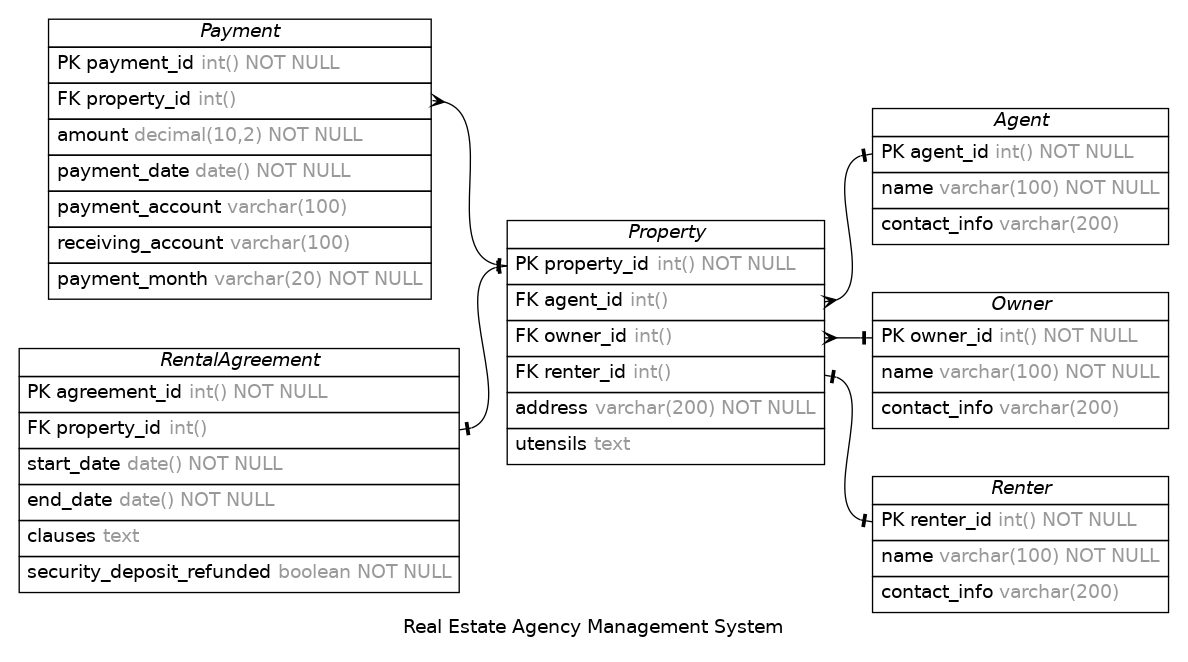 Payment
PK payment_id int() NOT NULL
FK property_id int()
amount decimal(10,2) NOT NULL
payment_date date() NOT NULL
payment_account varchar(100)
receiving_account varchar(100)
payment_month varchar(20) NOT NULL
RentalAgreement
PK agreement_id int() NOT NULL
FK property_id int()
start_date date() NOT NULL
end_date date() NOT NULL
clauses text
security_deposit_refunded boolean NOT NULL
Property
PK property_id int() NOT NULL
FK agent_id int()
FK owner_id int()
FK renter_id int()
address varchar(200) NOT NULL
utensils text
Agent
PK agent_id int() NOT NULL
name varchar(100) NOT NULL
contact_info varchar(200)
Owner
PK owner_id int() NOT NULL
name varchar(100) NOT NULL
contact_info varchar(200)
Renter
PK renter_id int() NOT NULL
name varchar(100) NOT NULL
contact_info varchar(200)
Real Estate Agency Management System